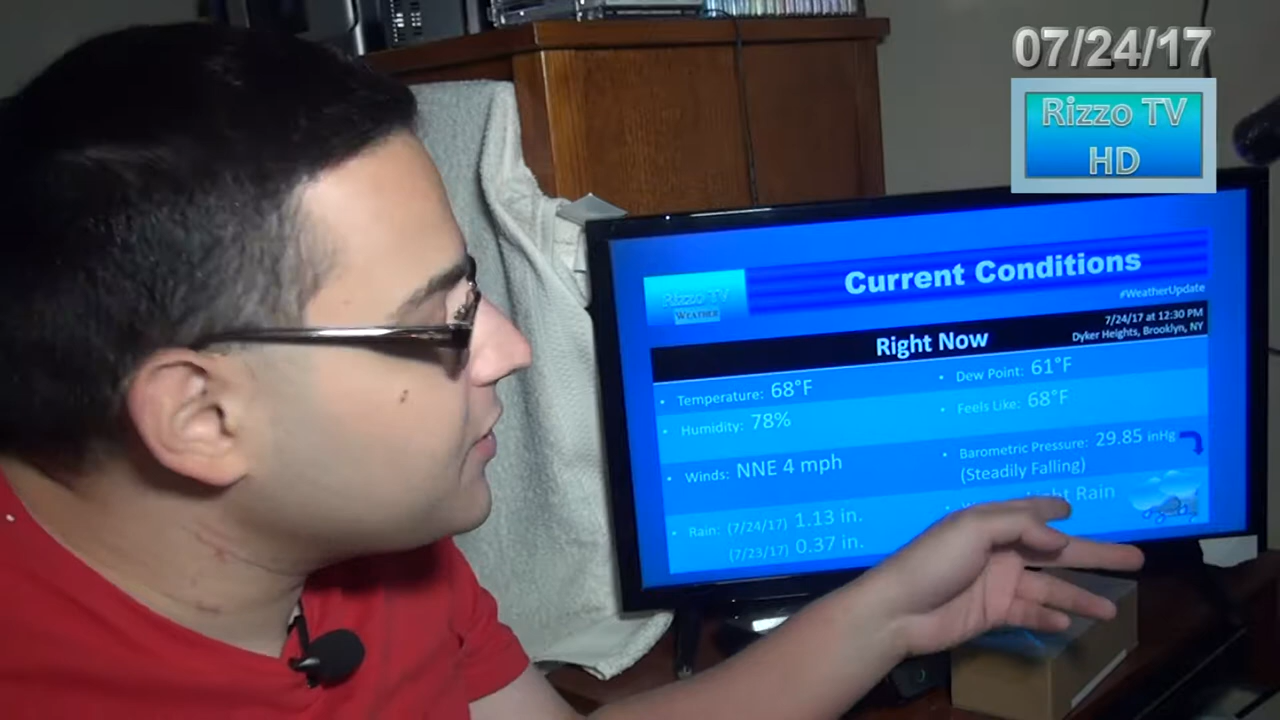 07/24/17
Rizzo TV
HD
Rizzo TV
WEATHER
Current Conditions
#WeatherUpdate
Right Now
7/24/17 at 12:30 PM
Dyker Heights, Brooklyn, NY
• Temperature: 68°F
• Humidity: 78%
• Winds: NNE 4 mph
• Rain: (7/24/17) 1.13 in.
(7/23/17) 0.37 in.
• Dew Point: 61°F
• Feels Like: 68°F
• Barometric Pressure: 29.85 inHg
(Steadily Falling)
Rain